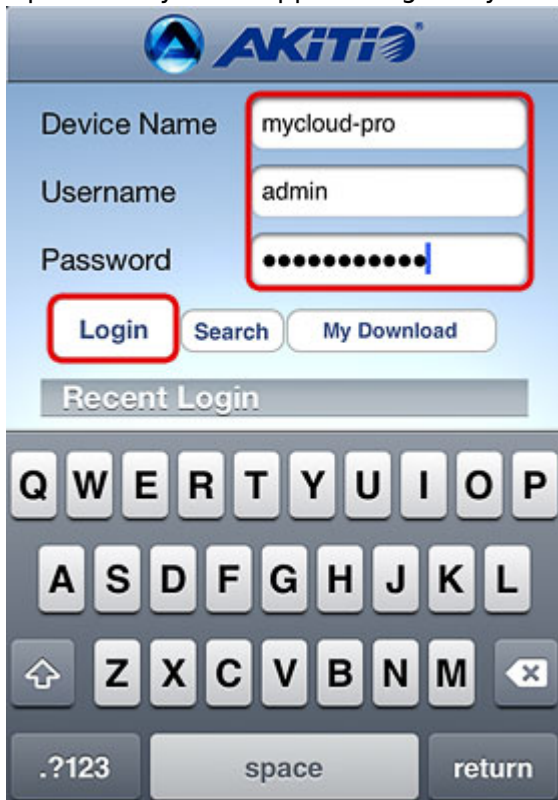 AKiTiO
Device Name mycloud-pro
Username admin
Password •••••••••••
Login Search My Download
Recent Login
Q W E R T Y U I O P
A S D F G H J K L
Z X C V B N M
.?123 space return